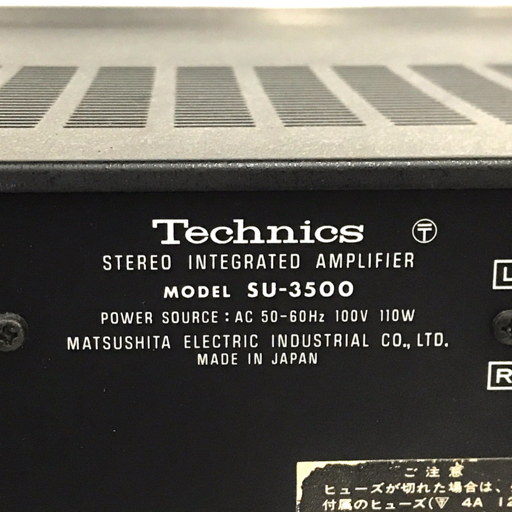 Technics 〒
STEREO INTEGRATED AMPLIFIER
MODEL SU-3500
POWER SOURCE : AC 50-60Hz 100V 110W
MATSUSHITA ELECTRIC INDUSTRIAL CO., LTD.
MADE IN JAPAN
L
R
ご注意
ヒューズが切れた場合は、
付属のヒューズ( 4A 12